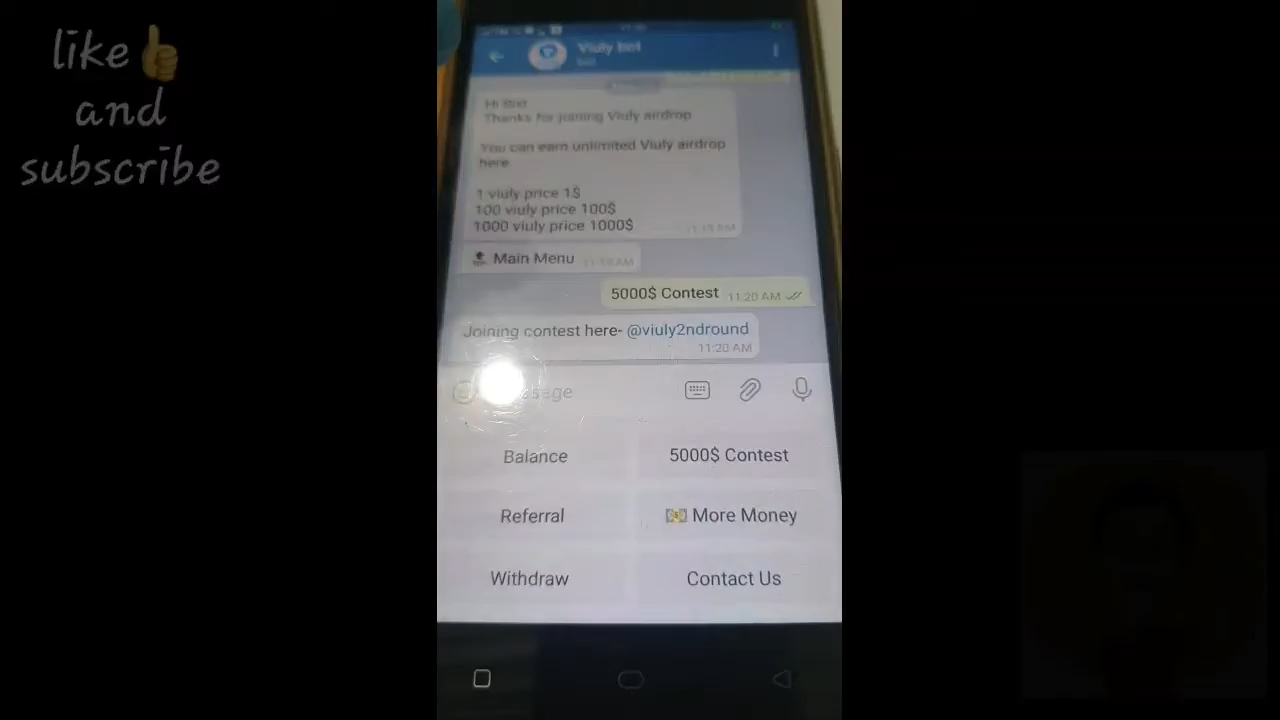 like👍
and
subscribe
Viuly bot
bot
Thanks for joining Viuly airdrop
You can earn unlimited Viuly airdrop
here
1 viuly price 1$
100 viuly price 100$
1000 viuly price 1000$
Main Menu
5000$ Contest 11:20 AM
Joining contest here- @viuly2ndround
11:20 AM
Balance
5000$ Contest
Referral
💵 More Money
Withdraw
Contact Us